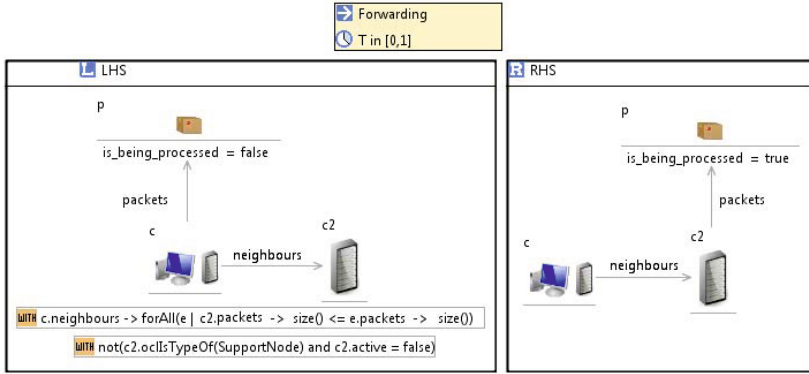 Forwarding
T in [0,1]
L LHS
p
is_being_processed = false
packets
c
c2
neighbours
WITH c.neighbours -> forAll(e | c2.packets -> size() <= e.packets -> size())
WITH not(c2.oclIsTypeOf(SupportNode) and c2.active = false)
R RHS
p
is_being_processed = true
packets
c
c2
neighbours